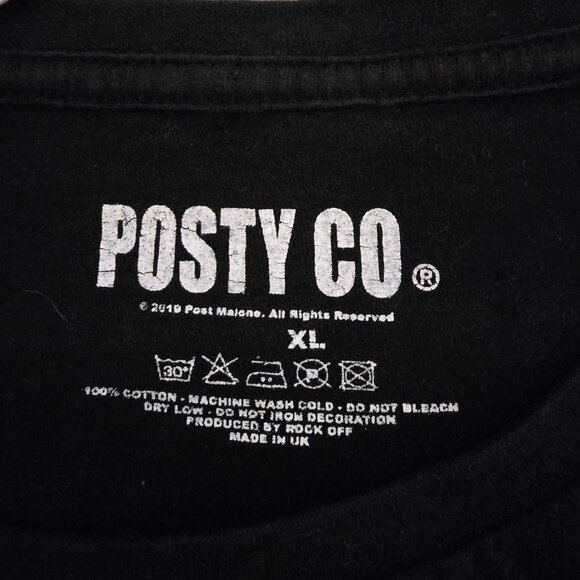 POSTY CO®
© 2019 Post Malone. All Rights Reserved
XL
30°
100% COTTON - MACHINE WASH COLD - DO NOT BLEACH
DRY LOW - DO NOT IRON DECORATION
PRODUCED BY ROCK OFF
MADE IN UK